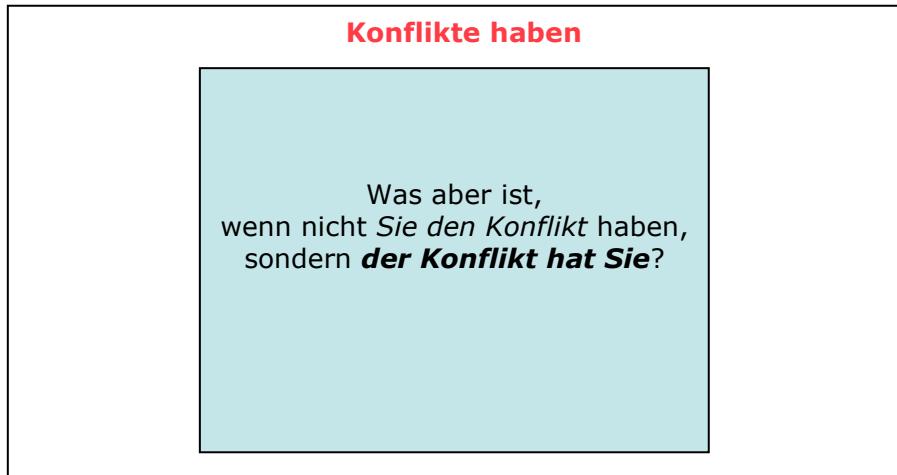 Konflikte haben
Was aber ist,
wenn nicht Sie den Konflikt haben,
sondern der Konflikt hat Sie?